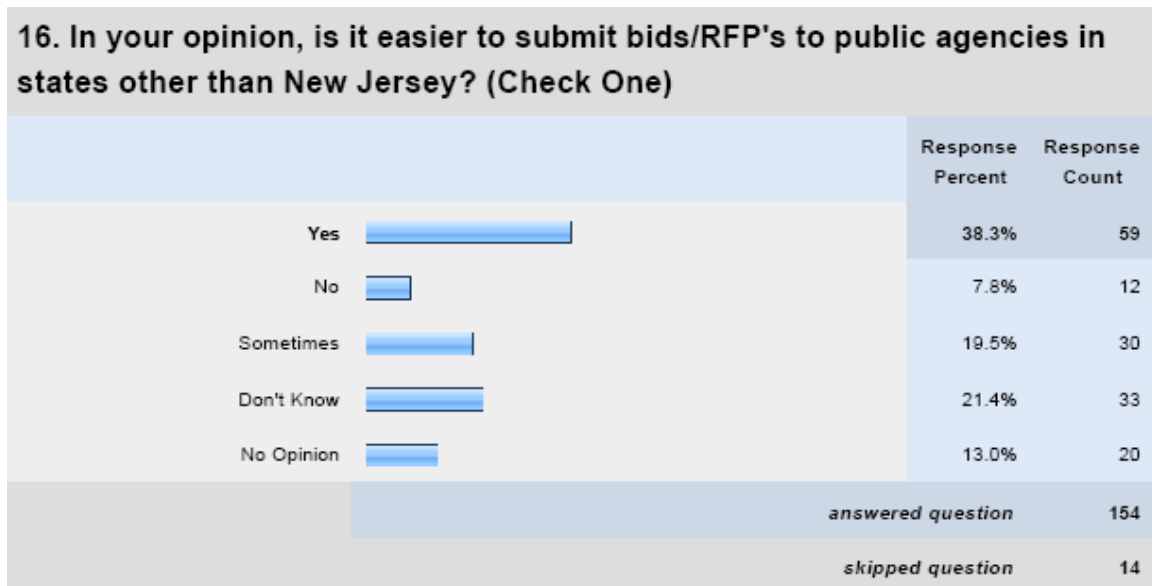 16. In your opinion, is it easier to submit bids/RFP's to public agencies in
states other than New Jersey? (Check One)
Response Percent Response Count
Yes 38.3% 59
No 7.8% 12
Sometimes 19.5% 30
Don't Know 21.4% 33
No Opinion 13.0% 20
answered question 154
skipped question 14